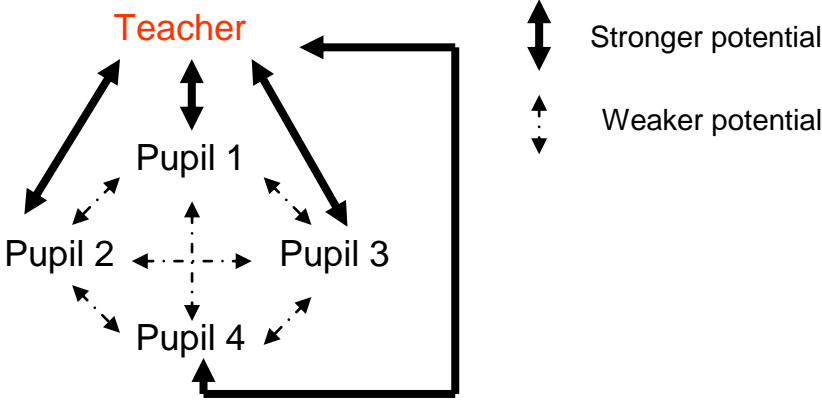 Teacher
Stronger potential
Weaker potential
Pupil 1
Pupil 2
Pupil 3
Pupil 4